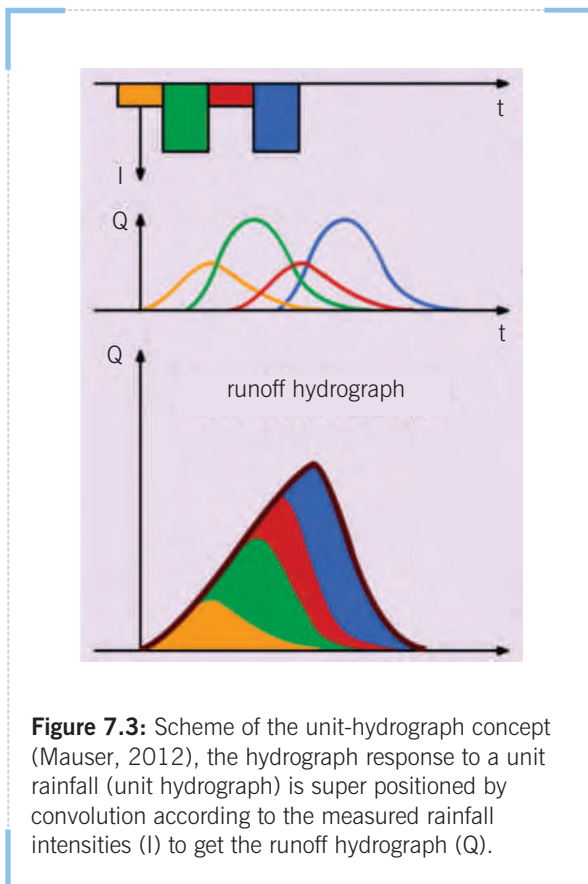 t
I
Q
t
Q
runoff hydrograph
Figure 7.3: Scheme of the unit-hydrograph concept
(Mauser, 2012), the hydrograph response to a unit
rainfall (unit hydrograph) is super positioned by
convolution according to the measured rainfall
intensities (I) to get the runoff hydrograph (Q).